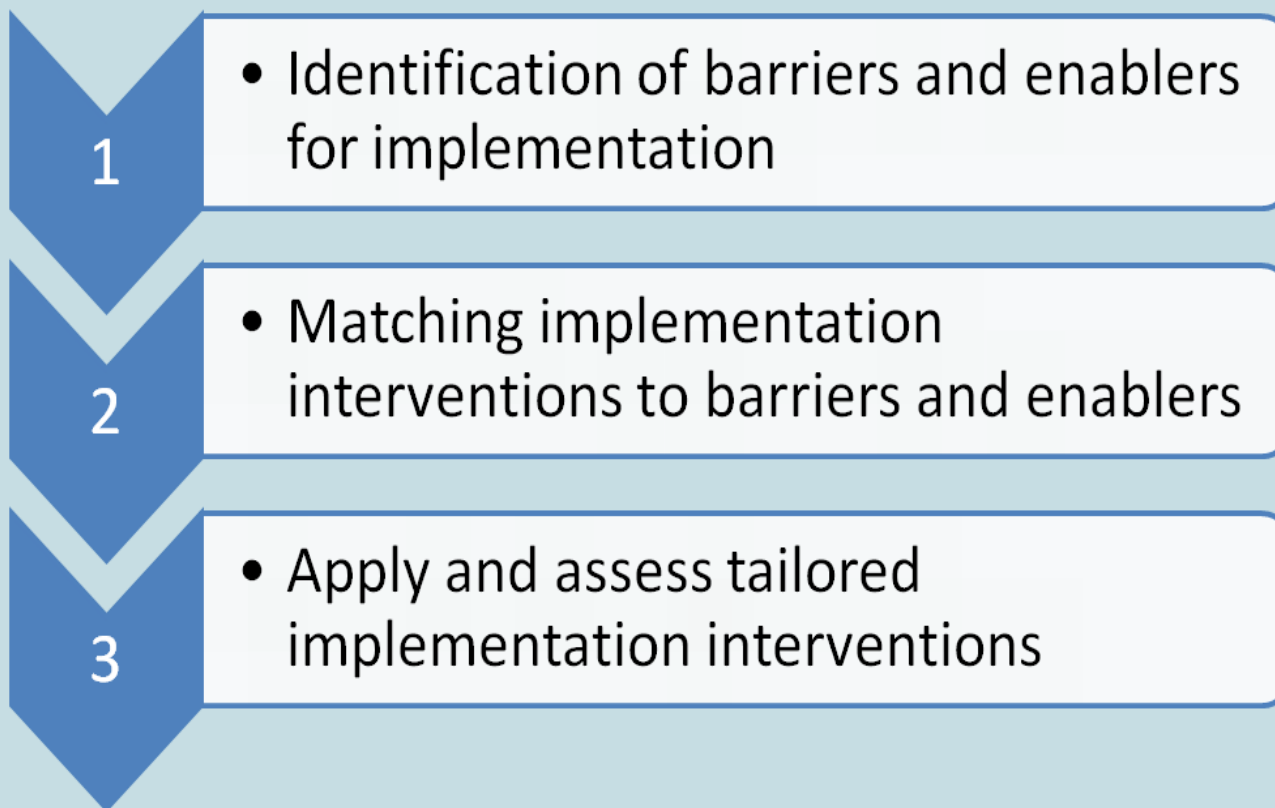 1
• Identification of barriers and enablers
for implementation
2
• Matching implementation
interventions to barriers and enablers
3
• Apply and assess tailored
implementation interventions